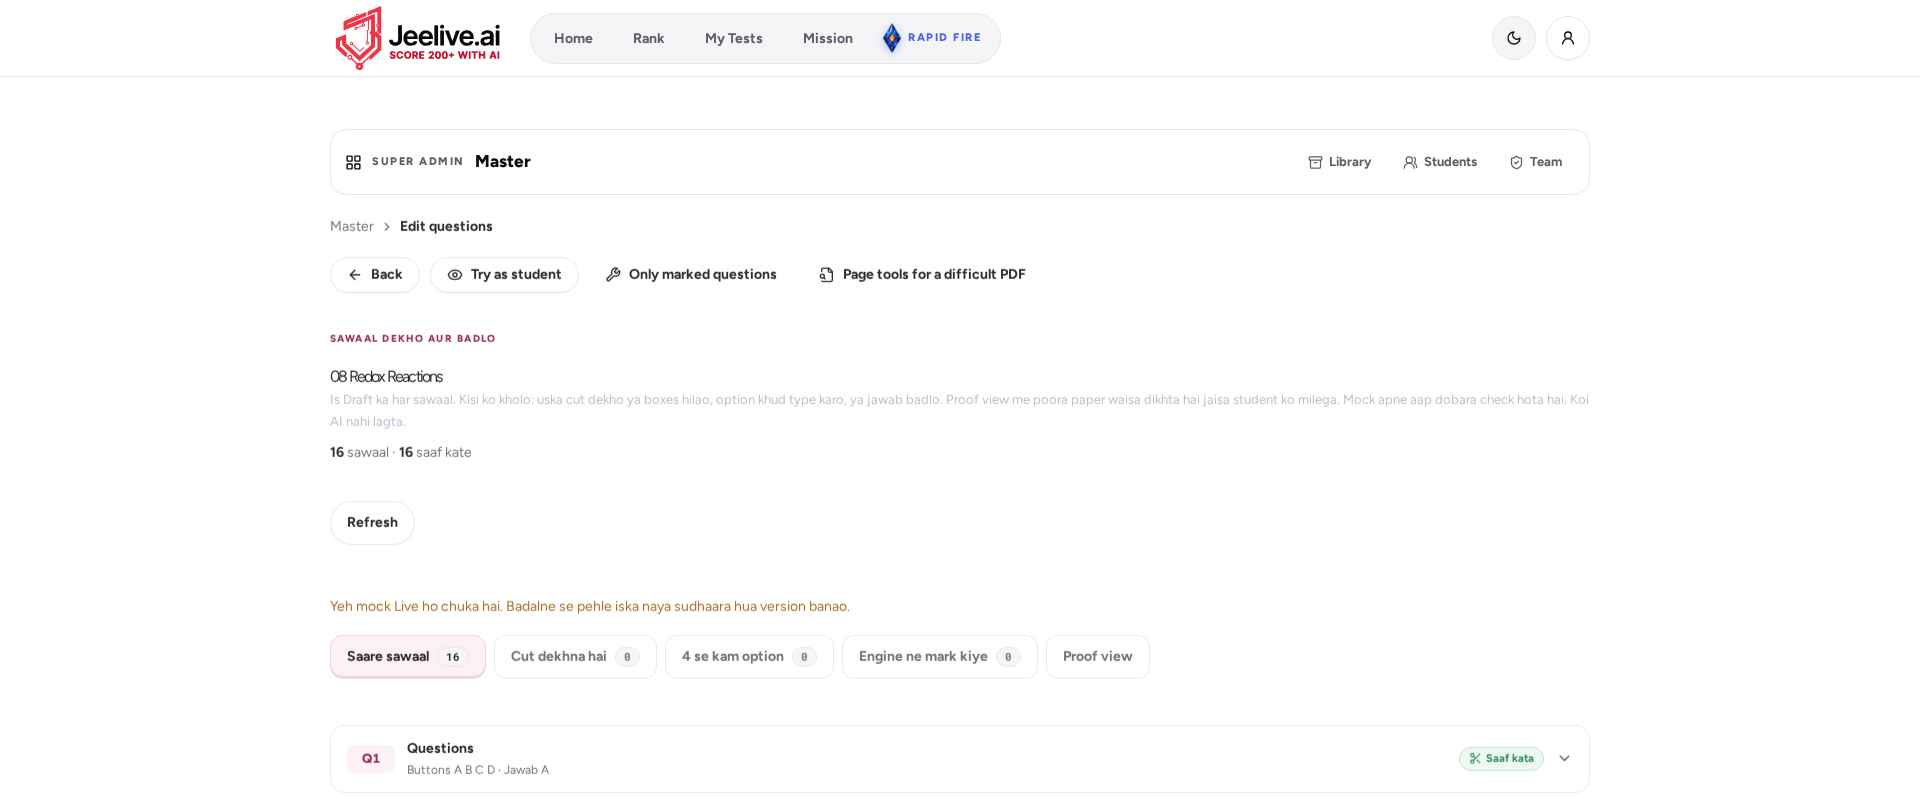 Jeelive.ai
SCORE 200+ WITH AI
Home
Rank
My Tests
Mission
RAPID FIRE
SUPER ADMIN Master
Library
Students
Team
Master > Edit questions
Back
Try as student
Only marked questions
Page tools for a difficult PDF
SAWAAL DEKHO AUR BADLO
08 Redox Reactions
Is Draft ka har sawaal. Kisi ko kholo: uska cut dekho ya boxes hilao, option khud type karo, ya jawab badlo. Proof view me poora paper waisa dikhta hai jaisa student ko milega. Mock apne aap dobara check hota hai. Koi
AI nahi lagta.
16 sawaal · 16 saaf kate
Refresh
Yeh mock Live ho chuka hai. Badalne se pehle iska naya sudhaara hua version banao.
Saare sawaal 16
Cut dekhna hai 0
4 se kam option 0
Engine ne mark kiye 0
Proof view
Q1
Questions
Buttons A B C D · Jawab A
Saaf kata